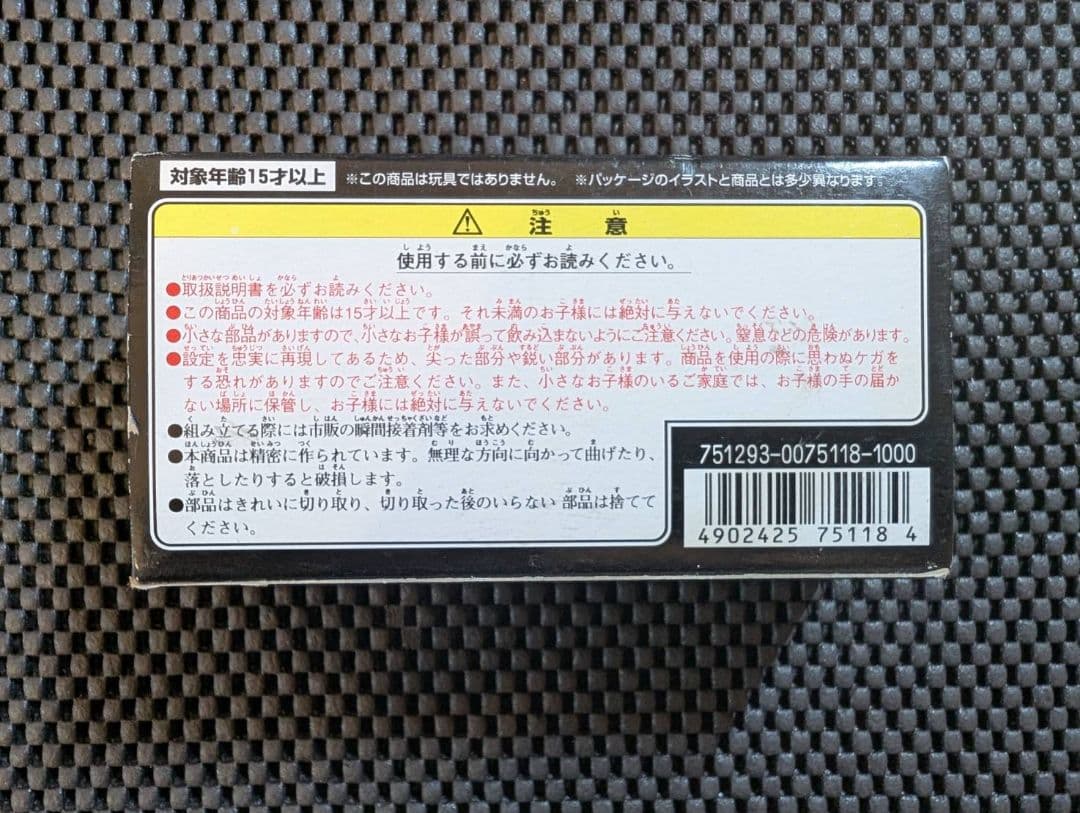 対象年齢15才以上 ※この商品は玩具ではありません。 ※パッケージのイラストと商品とは多少異なります。
⚠ 注意
使用する前に必ずお読みください。
●取扱説明書を必ずお読みください。
●この商品の対象年齢は15才以上です。それ未満のお子様には絶対に与えないでください。
●小さな部品がありますので、小さなお子様が誤って飲み込まないようにご注意ください。窒息などの危険があります。
●設定を忠実に再現してあるため、尖った部分や鋭い部分があります。商品を使用の際に思わぬケガを
する恐れがありますのでご注意ください。また、小さなお子様のいるご家庭では、お子様の手の届か
ない場所に保管し、お子様には絶対に与えないでください。
●組み立てる際には市販の瞬間接着剤等をお求めください。
●本商品は精密に作られています。無理な方向に向かって曲げたり、
落としたりすると破損します。
●部品はきれいに切り取り、切り取った後のいらない部品は捨てて
ください。
751293-0075118-1000
4902425 75118 4